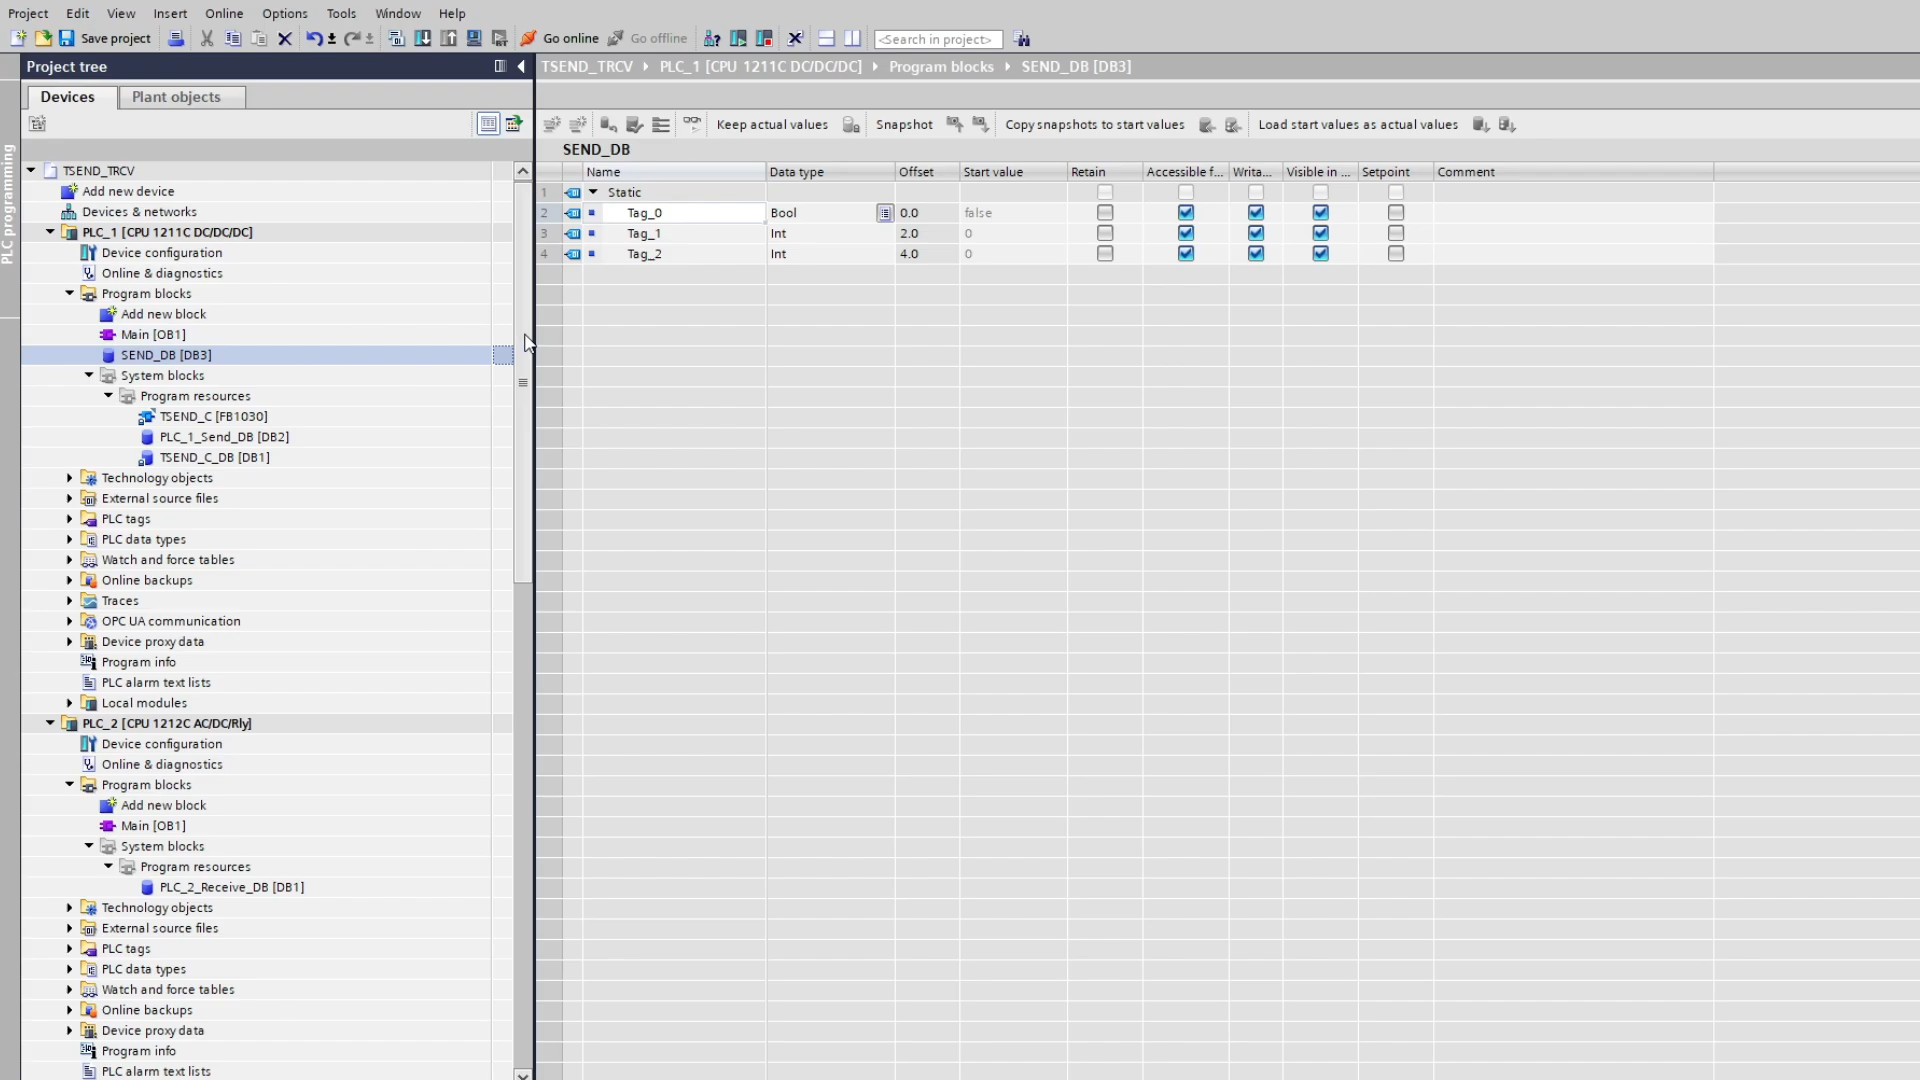 Project Edit View Insert Online Options Tools Window Help
Save project Go online Go offline <Search in project>
Project tree
TSEND_TRCV PLC_1 [CPU 1211C DC/DC/DC] Program blocks SEND_DB [DB3]
Devices Plant objects
Keep actual values Snapshot Copy snapshots to start values Load start values as actual values
PLC programming
SEND_DB
Name Data type Offset Start value Retain Accessible f... Writa... Visible in ... Setpoint Comment
1 Static
2 Tag_0 Bool 0.0 false
3 Tag_1 Int 2.0 0
4 Tag_2 Int 4.0 0
TSEND_TRCV
Add new device
Devices & networks
PLC_1 [CPU 1211C DC/DC/DC]
Device configuration
Online & diagnostics
Program blocks
Add new block
Main [OB1]
SEND_DB [DB3]
System blocks
Program resources
TSEND_C [FB1030]
PLC_1_Send_DB [DB2]
TSEND_C_DB [DB1]
Technology objects
External source files
PLC tags
PLC data types
Watch and force tables
Online backups
Traces
OPC UA communication
Device proxy data
Program info
PLC alarm text lists
Local modules
PLC_2 [CPU 1212C AC/DC/Rly]
Device configuration
Online & diagnostics
Program blocks
Add new block
Main [OB1]
System blocks
Program resources
PLC_2_Receive_DB [DB1]
Technology objects
External source files
PLC tags
PLC data types
Watch and force tables
Online backups
Device proxy data
Program info
PLC alarm text lists